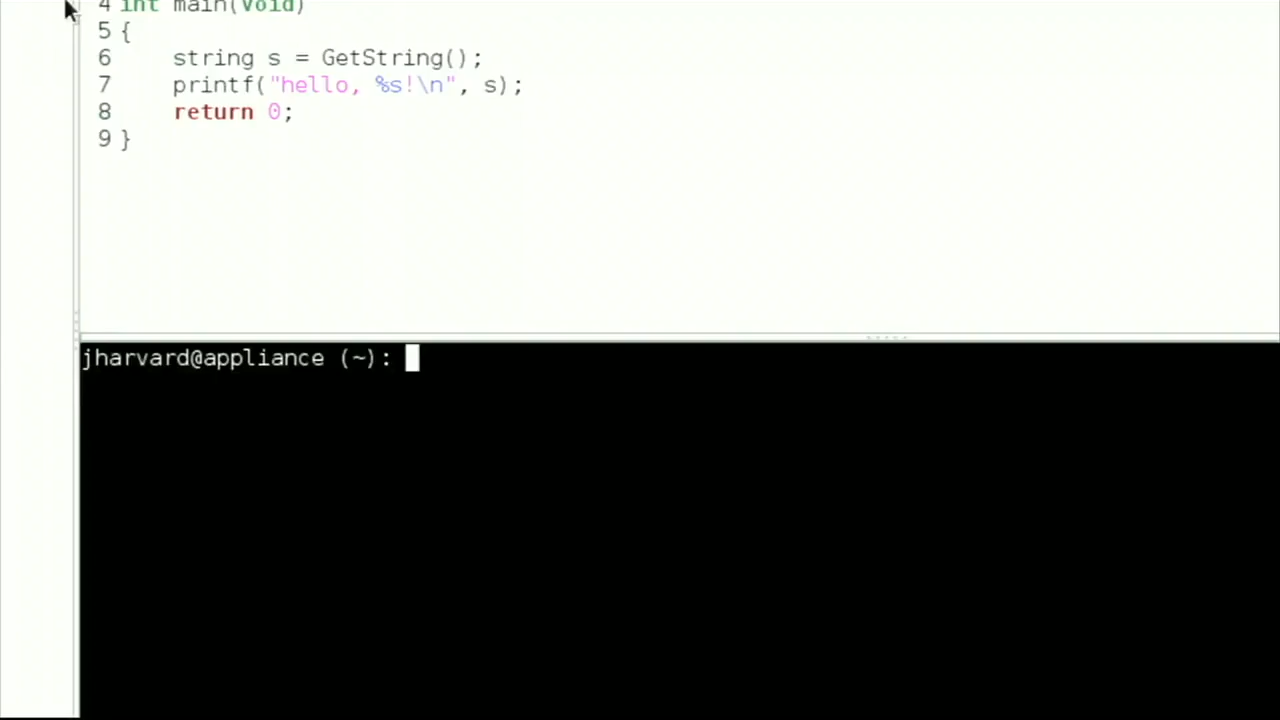 4 int main(void)
5 {
6     string s = GetString();
7     printf("hello, %s!\n", s);
8     return 0;
9 }
jharvard@appliance (~):